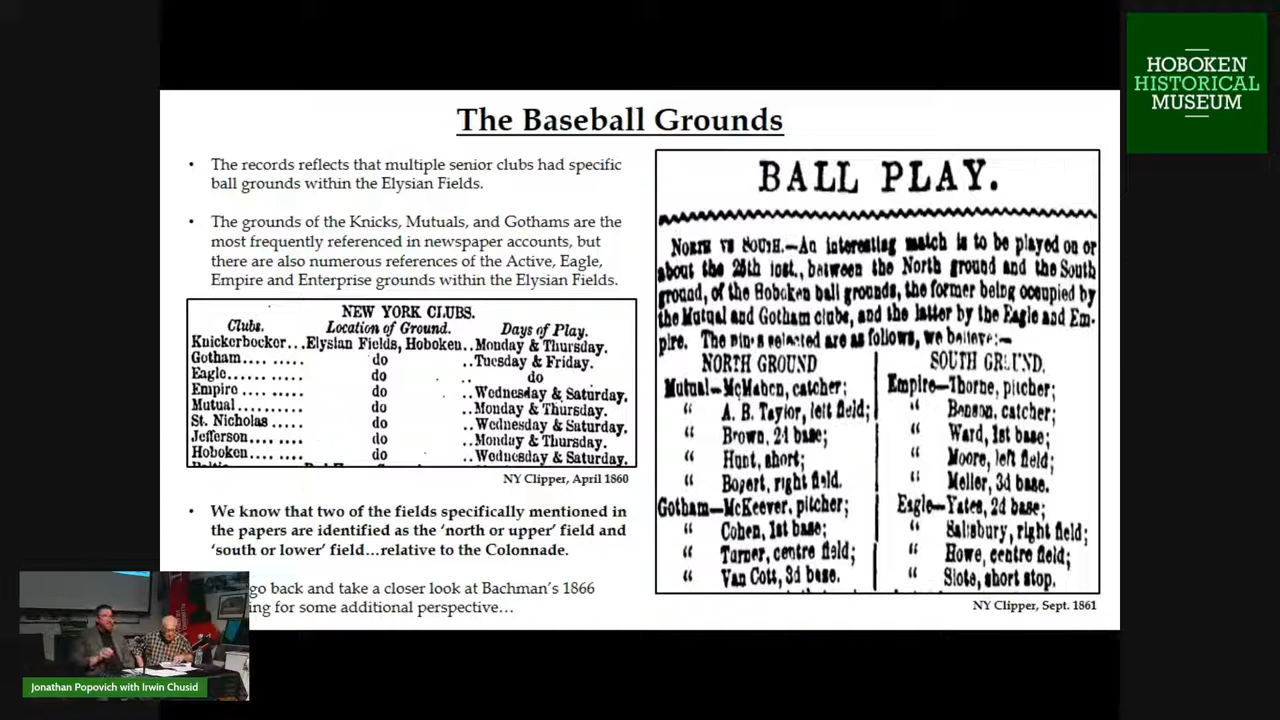 HOBOKEN
HISTORICAL
MUSEUM
The Baseball Grounds
• The records reflects that multiple senior clubs had specific
ball grounds within the Elysian Fields.
• The grounds of the Knicks, Mutuals, and Gothams are the
most frequently referenced in newspaper accounts, but
there are also numerous references of the Active, Eagle,
Empire and Enterprise grounds within the Elysian Fields.
NEW YORK CLUBS.
Clubs. Location of Ground. Days of Play.
Knickerbocker...Elysian Fields, Hoboken..Monday & Thursday.
Gotham.... ...... do ..Tuesday & Friday.
Eagle.... ...... do .. do
Empire .... ...... do ..Wednesday & Saturday.
Mutual.... ...... do ..Monday & Thursday.
St. Nicholas ...... do ..Wednesday & Saturday.
Jefferson.... .... do ..Monday & Thursday.
Hoboken.... .... do ..Wednesday & Saturday.
NY Clipper, April 1860
• We know that two of the fields specifically mentioned in
the papers are identified as the 'north or upper' field and
'south or lower' field…relative to the Colonnade.
go back and take a closer look at Bachman's 1866
ing for some additional perspective…
BALL PLAY.
NORTH VS SOUTH.—An interesting match is to be played on or
about the 25th inst., between the North ground and the South
ground, of the Hoboken ball grounds, the former being occupied by
the Mutual and Gotham clubs, and the latter by the Eagle and Em-
pire. The nines selected are as follows, we believe:—
NORTH GROUND
Mutual—McMahon, catcher;
" A. B. Taylor, left field;
" Brown, 2d base;
" Hunt, short;
" Bogert, right field.
Gotham—McKeever, pitcher;
" Cohen, 1st base;
" Turner, centre field;
" Van Cott, 3d base.
SOUTH GROUND.
Empire—Thorne, pitcher;
" Benson, catcher;
" Ward, 1st base;
" Moore, left field;
" Meller, 3d base.
Eagle—Yates, 2d base;
" Salisbury, right field;
" Howe, centre field;
" Slote, short stop.
NY Clipper, Sept. 1861
Jonathan Popovich with Irwin Chusid